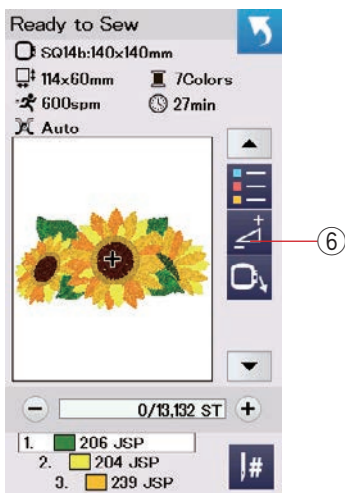 Ready to Sew
SQ14b:140x140mm
114x60mm 7Colors
600spm 27min
Auto
+
⑥
− 0/13,132 ST +
1. 206 JSP
2. 204 JSP
3. 239 JSP
#